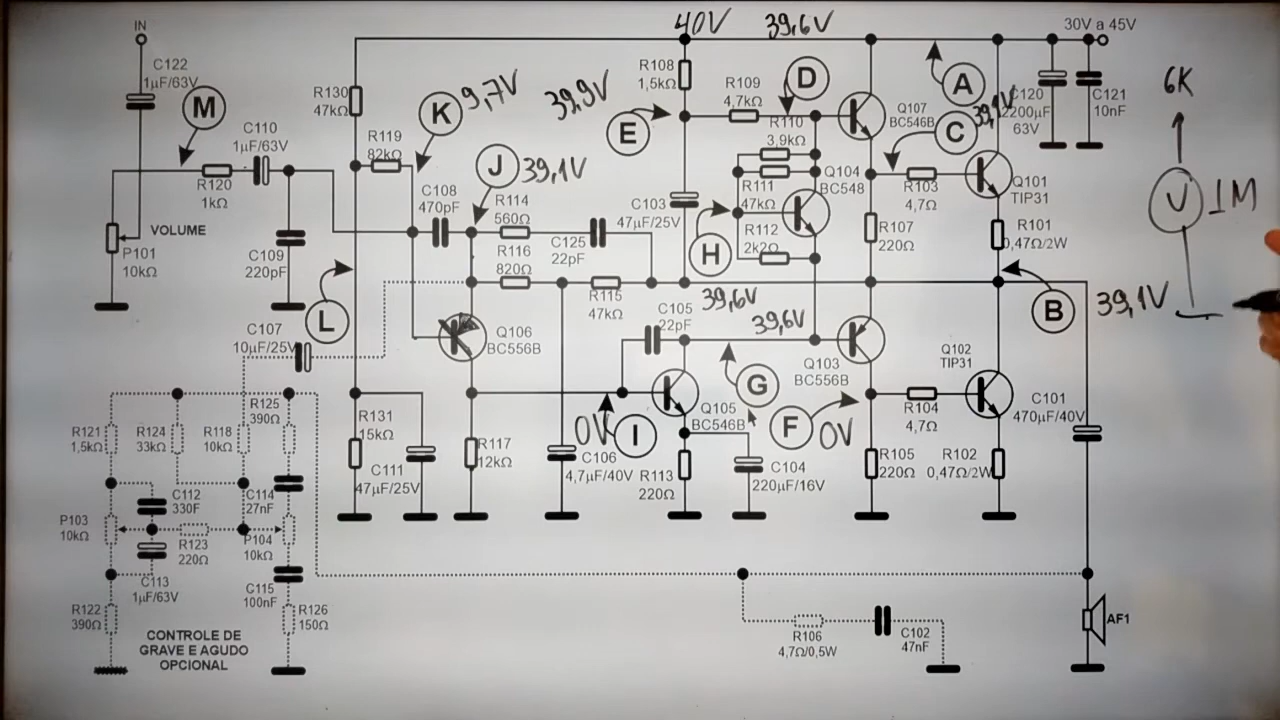 IN
40V
39,6V
30V a 45V
C122
1µF/63V
R130
47kΩ
M
K
9,7V
39,9V
R108
1,5kΩ
E
R109
4,7kΩ
D
Q107
BC546B
A
C
39,1V
C120
2200µF
63V
C121
10nF
6K
C110
1µF/63V
R119
82kΩ
R120
1kΩ
J
39,1V
R110
3,9kΩ
R111
47kΩ
Q104
BC548
R103
4,7Ω
Q101
TIP31
V
1M
VOLUME
P101
10kΩ
C109
220pF
C108
470pF
R114
560Ω
C125
22pF
C103
47µF/25V
H
R112
2k2Ω
R107
220Ω
R101
0,47Ω/2W
L
R116
820Ω
R115
47kΩ
39,6V
B
39,1V
C107
10µF/25V
Q106
BC556B
C105
22pF
39,6V
Q103
BC556B
Q102
TIP31
G
F
0V
R104
4,7Ω
C101
470µF/40V
R121
1,5kΩ
R124
33kΩ
R118
10kΩ
R125
390Ω
R131
15kΩ
C111
47µF/25V
R117
12kΩ
0V
I
C106
4,7µF/40V
Q105
BC546B
R113
220Ω
C104
220µF/16V
R105
220Ω
R102
0,47Ω/2W
P103
10kΩ
C112
330F
R123
220Ω
C114
27nF
P104
10kΩ
C113
1µF/63V
C115
100nF
R122
390Ω
R126
150Ω
CONTROLE DE
GRAVE E AGUDO
OPCIONAL
R106
4,7Ω/0,5W
C102
47nF
AF1